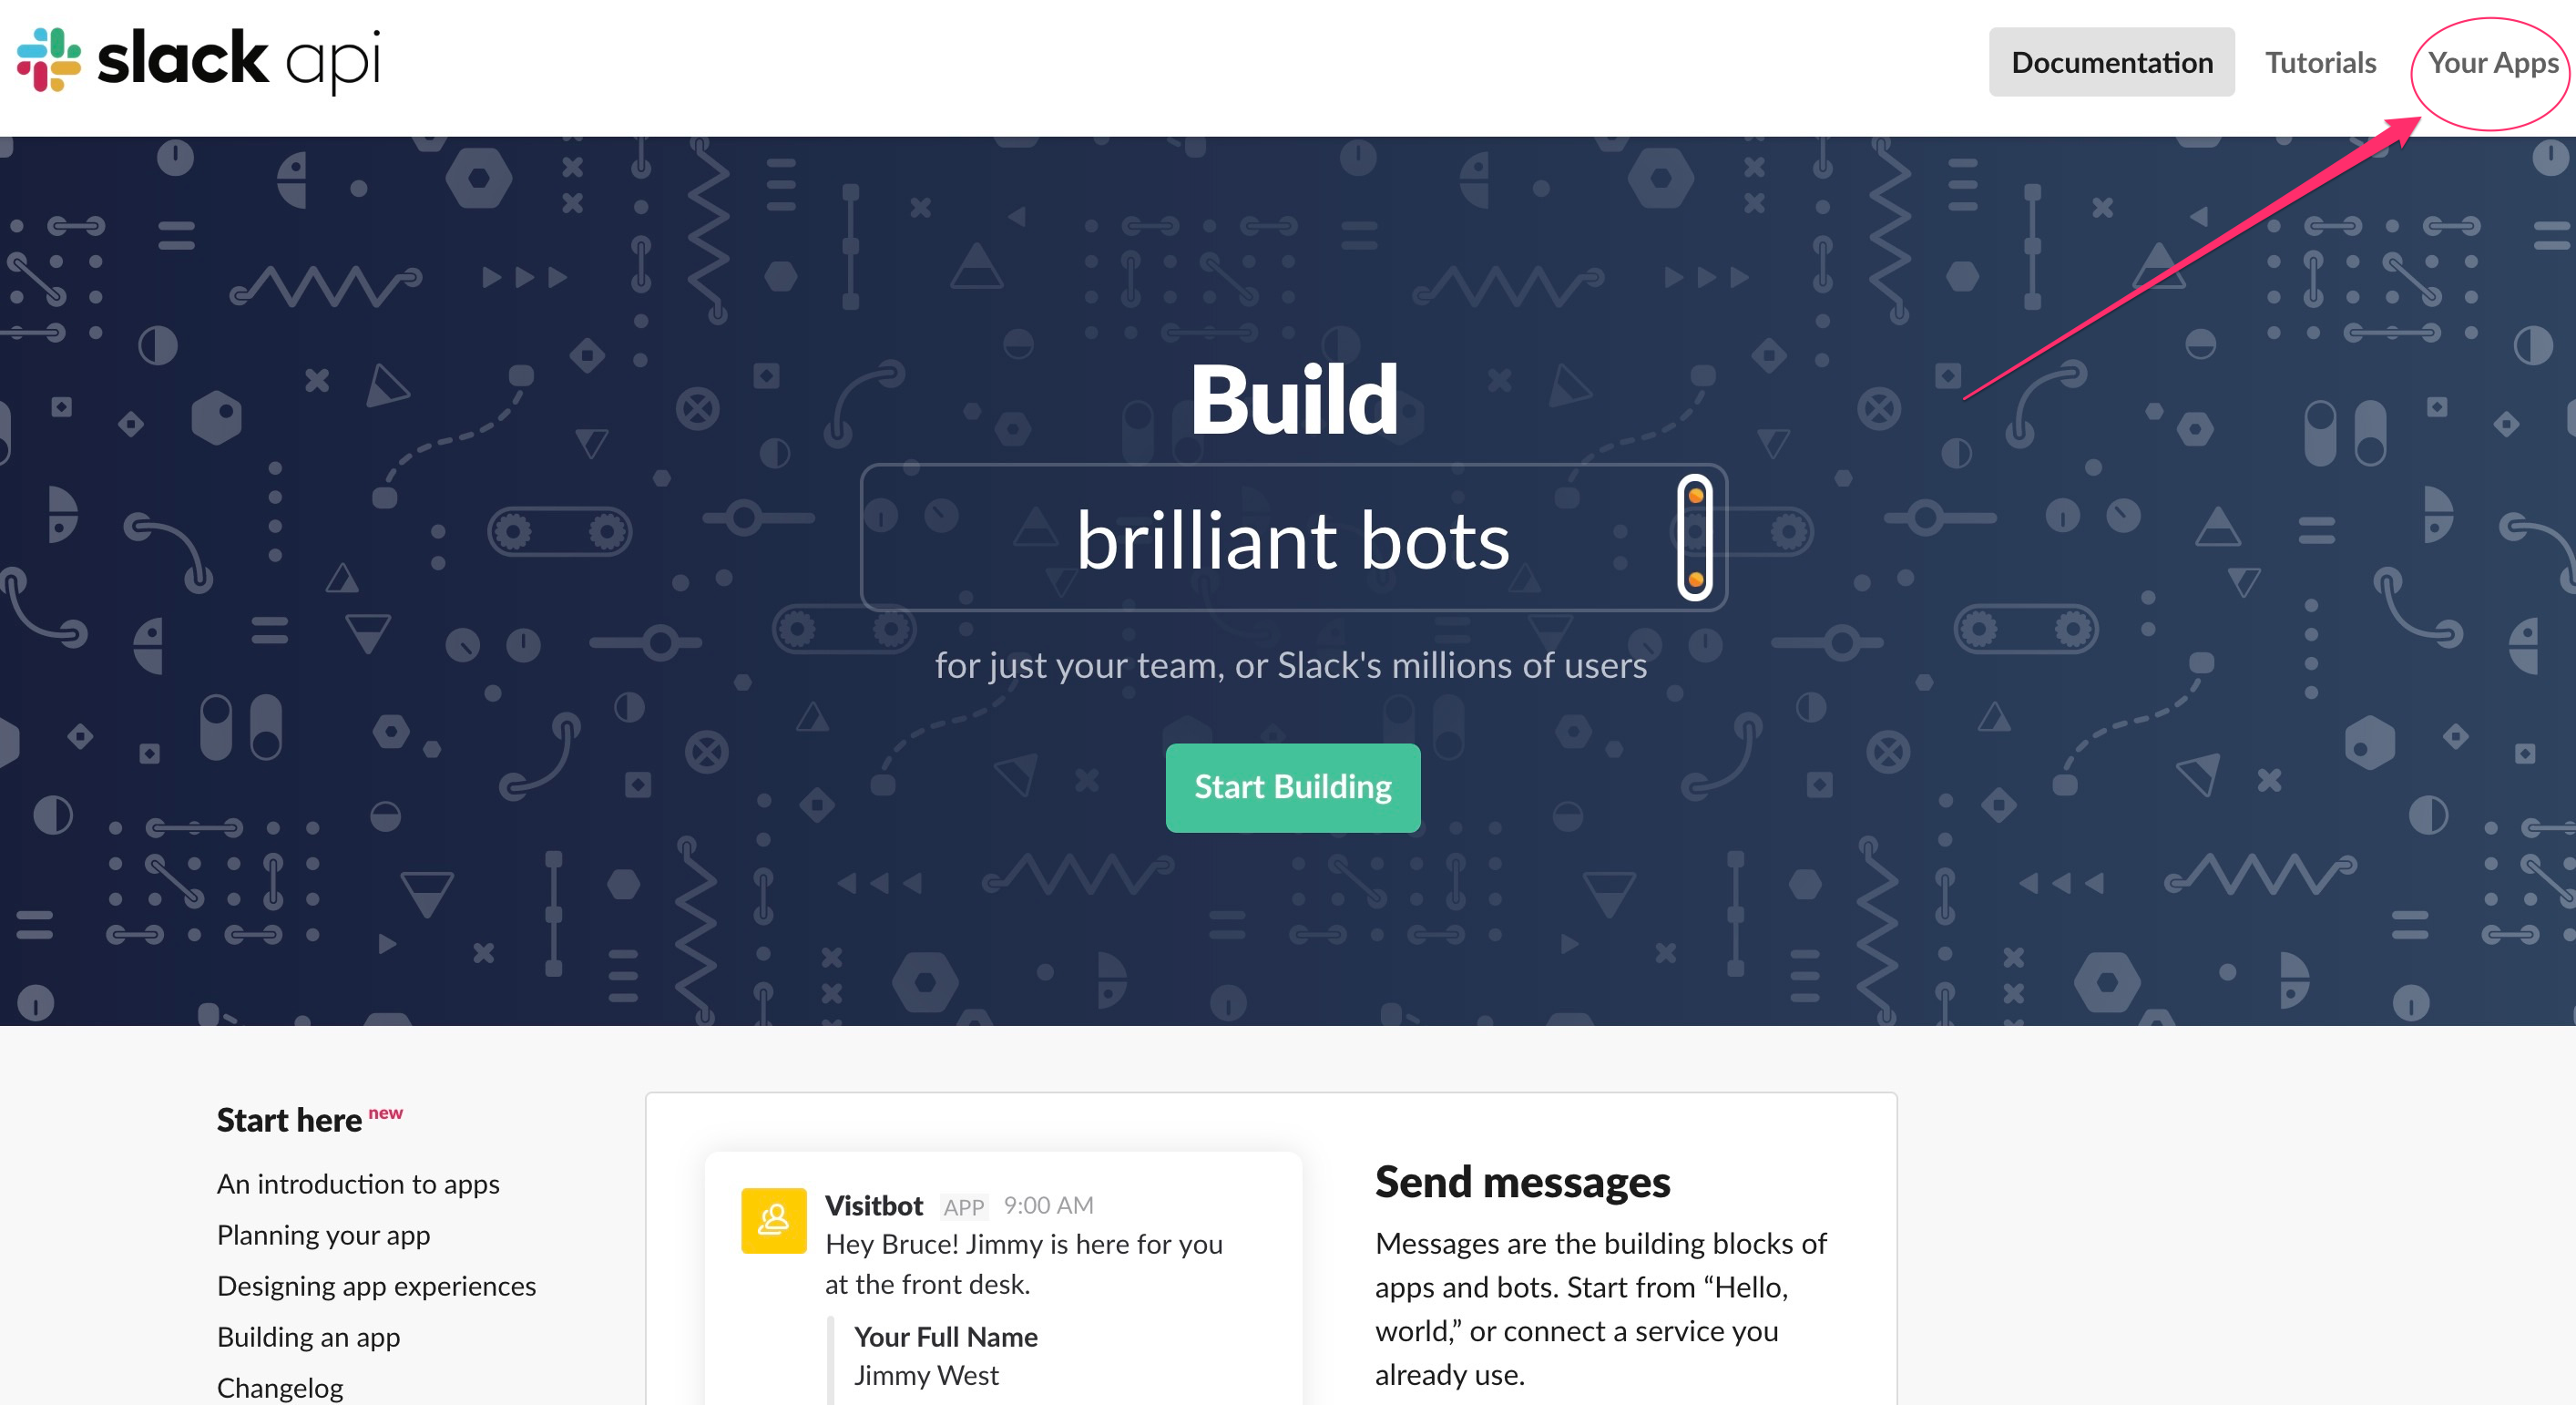 slack api
Documentation
Tutorials
Your Apps
Build
brilliant bots
for just your team, or Slack's millions of users
Start Building
Start here new
An introduction to apps
Planning your app
Designing app experiences
Building an app
Changelog
Visitbot APP 9:00 AM
Hey Bruce! Jimmy is here for you
at the front desk.
Your Full Name
Jimmy West
Send messages
Messages are the building blocks of
apps and bots. Start from “Hello,
world,” or connect a service you
already use.